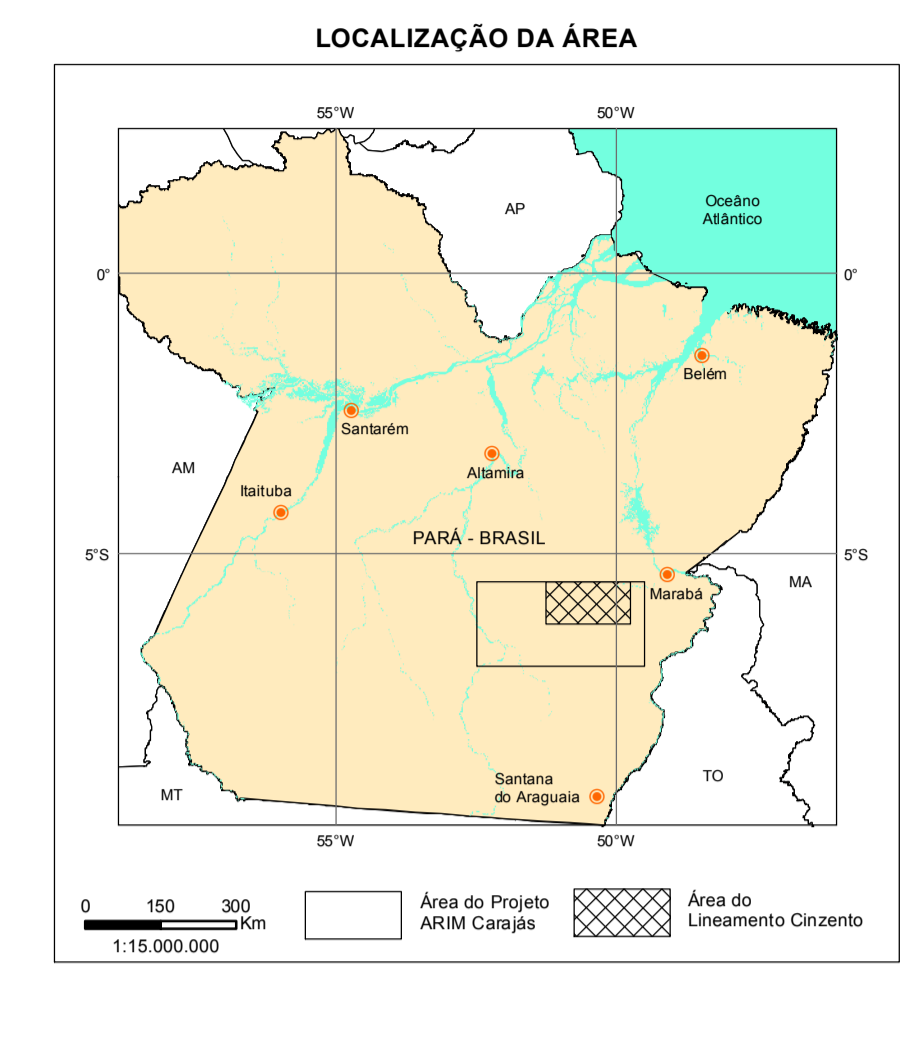 LOCALIZAÇÃO DA ÁREA
55°W
50°W
AP
Oceâno
Atlântico
0°
0°
Belém
Santarém
AM
Altamira
Itaituba
PARÁ - BRASIL
5°S
5°S
MA
Marabá
Santana
do Araguaia
TO
MT
55°W
50°W
0 150 300
Km
1:15.000.000
Área do Projeto
ARIM Carajás
Área do
Lineamento Cinzento